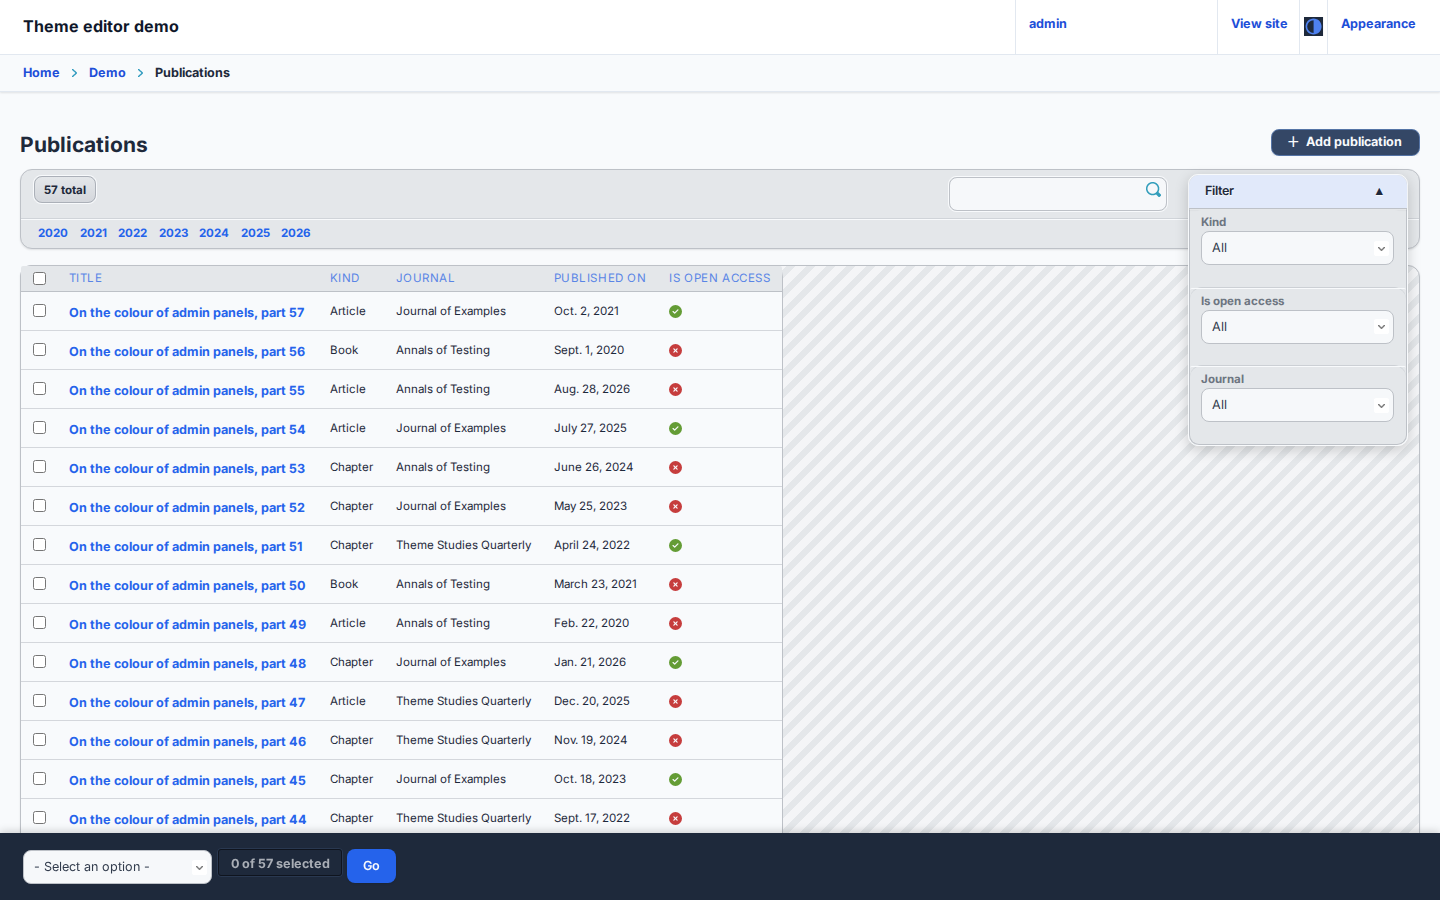 Theme editor demo
admin
View site
Appearance
Home > Demo > Publications
Publications
+ Add publication
57 total
2020 2021 2022 2023 2024 2025 2026
Filter ▲
Kind
All
Is open access
All
Journal
All
TITLE KIND JOURNAL PUBLISHED ON IS OPEN ACCESS
On the colour of admin panels, part 57 Article Journal of Examples Oct. 2, 2021
On the colour of admin panels, part 56 Book Annals of Testing Sept. 1, 2020
On the colour of admin panels, part 55 Article Annals of Testing Aug. 28, 2026
On the colour of admin panels, part 54 Article Journal of Examples July 27, 2025
On the colour of admin panels, part 53 Chapter Annals of Testing June 26, 2024
On the colour of admin panels, part 52 Chapter Journal of Examples May 25, 2023
On the colour of admin panels, part 51 Chapter Theme Studies Quarterly April 24, 2022
On the colour of admin panels, part 50 Book Annals of Testing March 23, 2021
On the colour of admin panels, part 49 Article Annals of Testing Feb. 22, 2020
On the colour of admin panels, part 48 Chapter Journal of Examples Jan. 21, 2026
On the colour of admin panels, part 47 Article Theme Studies Quarterly Dec. 20, 2025
On the colour of admin panels, part 46 Chapter Theme Studies Quarterly Nov. 19, 2024
On the colour of admin panels, part 45 Chapter Journal of Examples Oct. 18, 2023
On the colour of admin panels, part 44 Chapter Theme Studies Quarterly Sept. 17, 2022
- Select an option - 0 of 57 selected Go